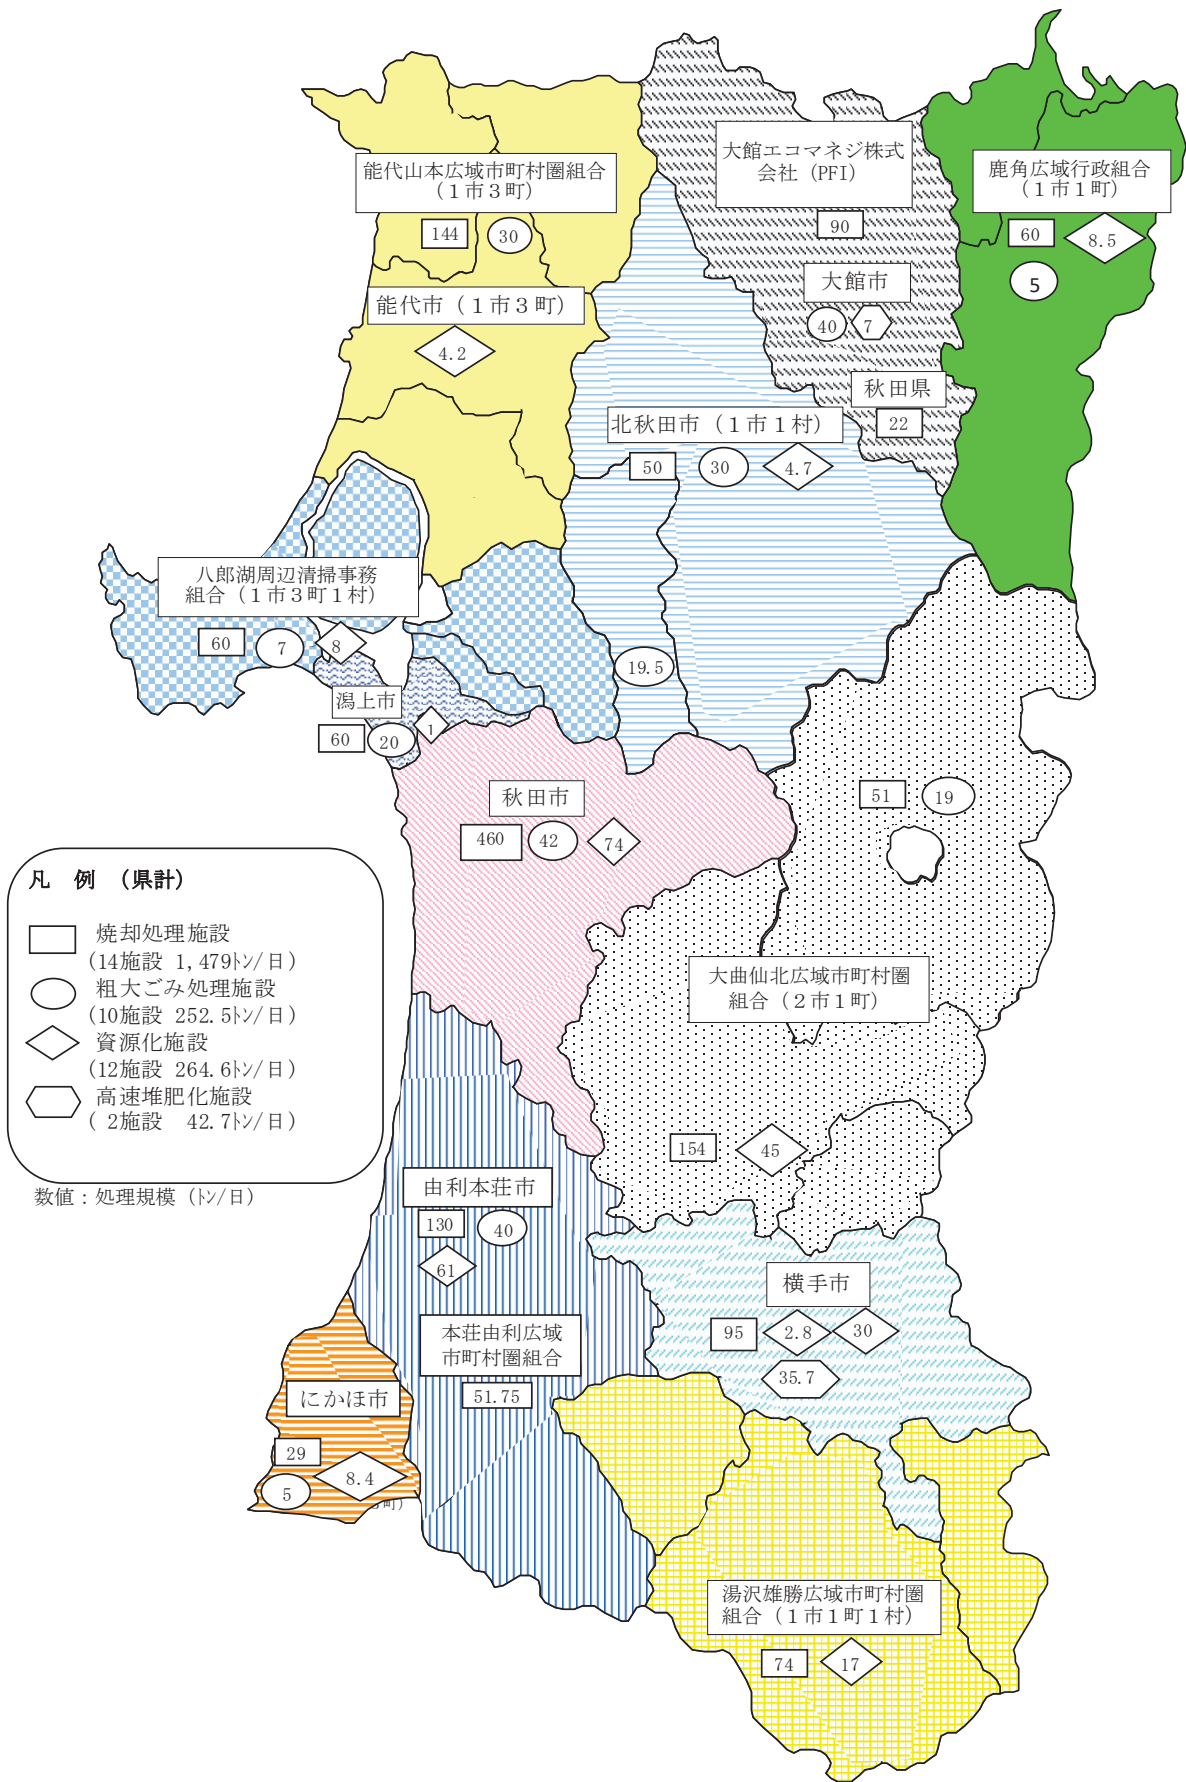 能代山本広域市町村圏組合
（１市３町）
144
30
能代市（１市３町）
4.2
大館エコマネジ株式
会社（PFI）
90
大館市
40
7
秋田県
22
鹿角広域行政組合
（１市１町）
60
8.5
5
北秋田市（１市１村）
50
30
4.7
19.5
八郎湖周辺清掃事務
組合（１市３町１村）
60
7
8
潟上市
60
20
1
秋田市
460
42
74
51
19
大曲仙北広域市町村圏
組合（２市１町）
154
45
凡 例 （県計）
焼却処理施設
(14施設 1,479ﾄﾝ/日)
粗大ごみ処理施設
(10施設 252.5ﾄﾝ/日)
資源化施設
(12施設 264.6ﾄﾝ/日)
高速堆肥化施設
( 2施設 42.7ﾄﾝ/日)
数値：処理規模（ﾄﾝ/日）
由利本荘市
130
40
61
本荘由利広域
市町村圏組合
51.75
にかほ市
29
8.4
5
町）
横手市
95
2.8
30
35.7
湯沢雄勝広域市町村圏
組合（１市１町１村）
74
17